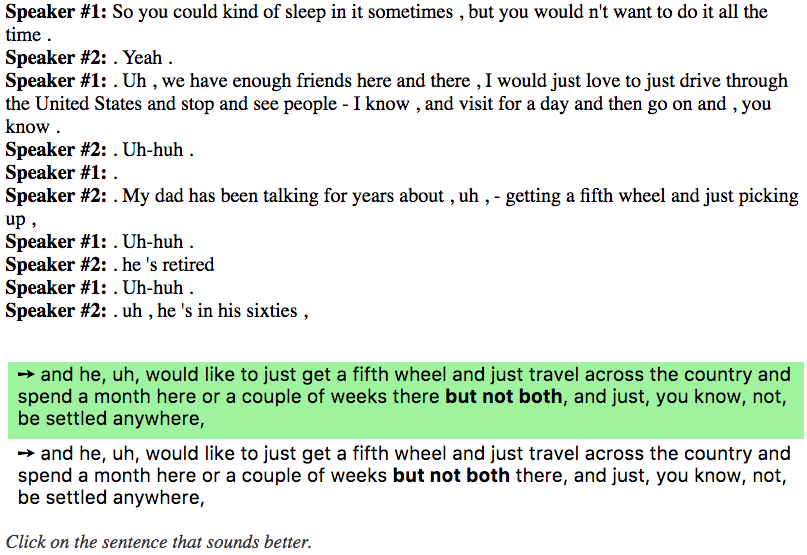 Speaker #1: So you could kind of sleep in it sometimes , but you would n't want to do it all the
time .
Speaker #2: . Yeah .
Speaker #1: . Uh , we have enough friends here and there , I would just love to just drive through
the United States and stop and see people - I know , and visit for a day and then go on and , you
know .
Speaker #2: . Uh-huh .
Speaker #1: .
Speaker #2: . My dad has been talking for years about , uh , - getting a fifth wheel and just picking
up ,
Speaker #1: . Uh-huh .
Speaker #2: . he 's retired
Speaker #1: . Uh-huh .
Speaker #2: . uh , he 's in his sixties ,
→ and he, uh, would like to just get a fifth wheel and just travel across the country and
spend a month here or a couple of weeks there but not both, and just, you know, not,
be settled anywhere,
→ and he, uh, would like to just get a fifth wheel and just travel across the country and
spend a month here or a couple of weeks but not both there, and just, you know, not,
be settled anywhere,
Click on the sentence that sounds better.